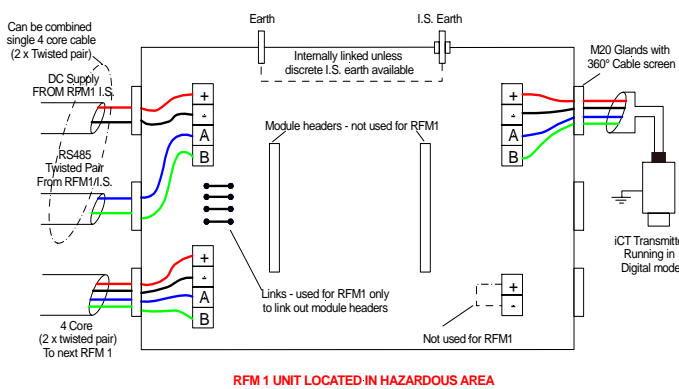 Earth
I.S. Earth
Can be combined
single 4 core cable
(2 x Twisted pair)
DC Supply
FROM RFM1 I.S.
Internally linked unless
discrete I.S. earth available
M20 Glands with
360° Cable screen
+
-
A
B
Module headers - not used for RFM1
+
-
A
B
RS485
Twisted Pair
From RFM1/I.S.
iCT Transmitte
Running in
Digital mode
+
-
A
B
Links - used for RFM1 only
to link out module headers
+
-
Not used for RFM1
4 Core
(2 x twisted pair)
To next RFM 1
RFM 1 UNIT LOCATED IN HAZARDOUS AREA